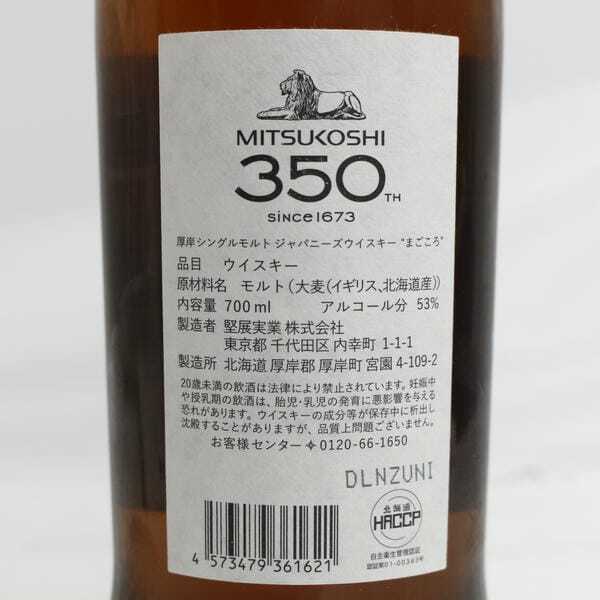 MITSUKOSHI
350TH
since1673
厚岸シングルモルト ジャパニーズウイスキー "まごころ"
品目 ウイスキー
原材料名 モルト(大麦(イギリス、北海道産))
内容量 700ml アルコール分 53%
製造者 堅展実業 株式会社
東京都 千代田区 内幸町 1-1-1
製造所 北海道 厚岸郡 厚岸町 宮園 4-109-2
20歳未満の飲酒は法律により禁止されています。妊娠中
や授乳期の飲酒は、胎児・乳児の発育に悪影響を与える
恐れがあります。ウイスキーの成分等が保存中に析出し
沈殿することがありますが、品質上問題ございません。
お客様センター 0120-66-1650
DLNZUNI
4 573479 361621
北海道
HACCP
自主衛生管理認証
認証第01-00363号